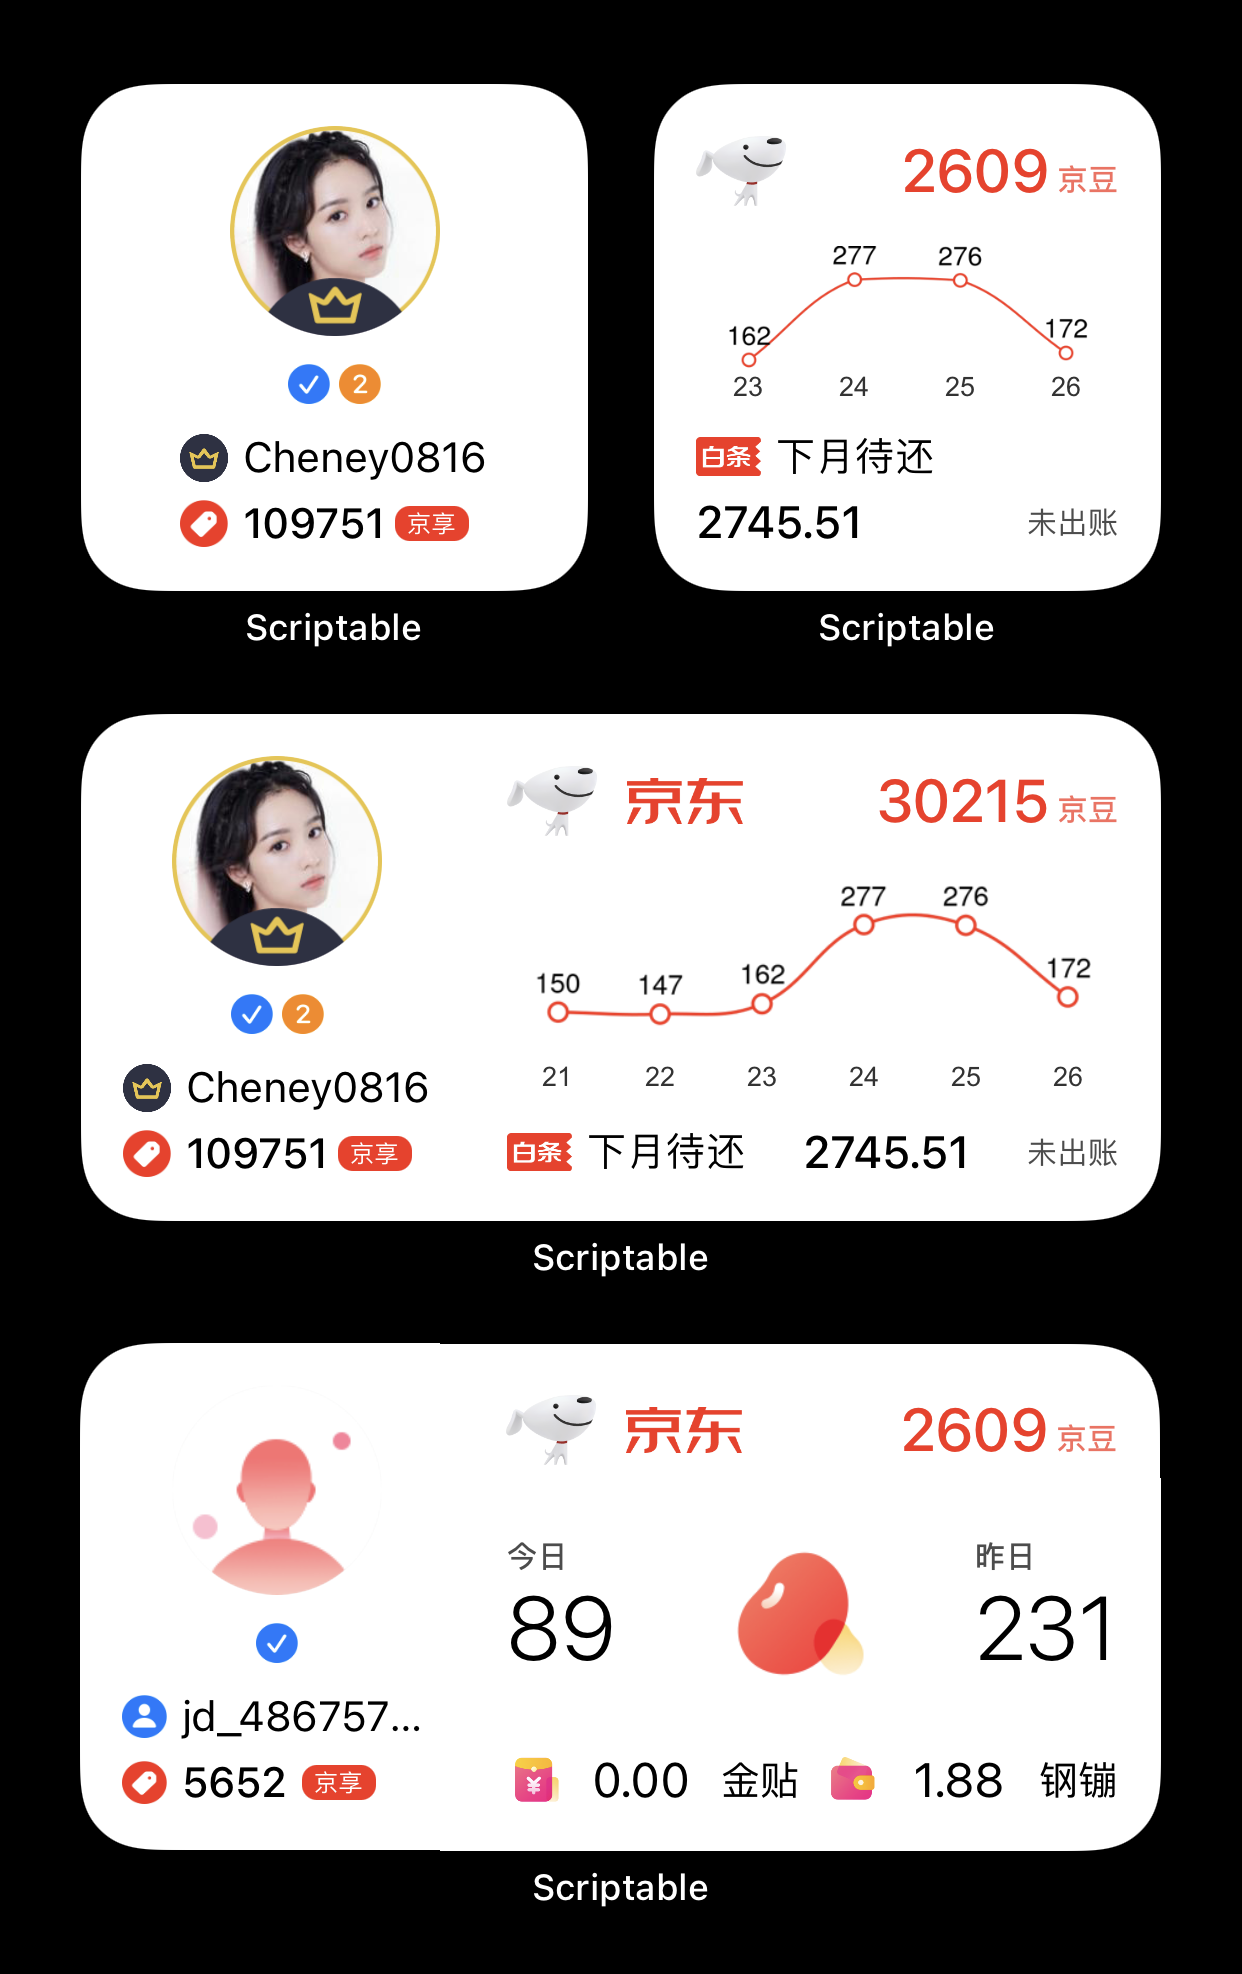 2
Cheney0816
109751 京享
Scriptable
2609 京豆
277 276
162 172
23 24 25 26
白条 下月待还
2745.51 未出账
Scriptable
2
Cheney0816
109751 京享
京东 30215 京豆
277 276
150 147 162 172
21 22 23 24 25 26
白条 下月待还 2745.51 未出账
Scriptable
jd_486757...
5652 京享
京东 2609 京豆
今日 昨日
89 231
¥ 0.00 金贴 1.88 钢镚
Scriptable